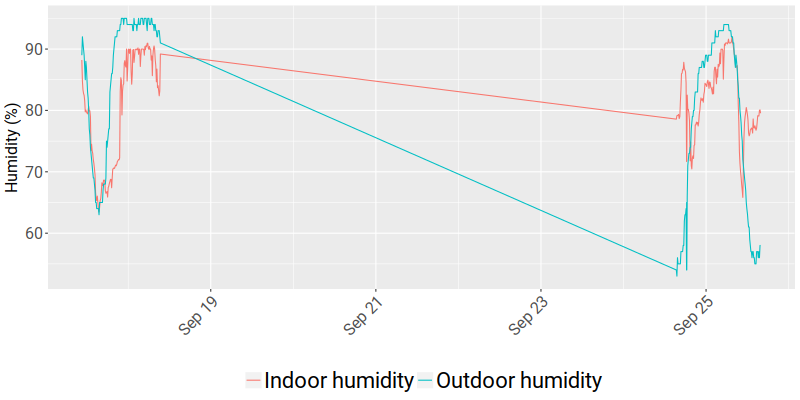 Humidity (%)
90
80
70
60
Sep 19
Sep 21
Sep 23
Sep 25
Indoor humidity
Outdoor humidity